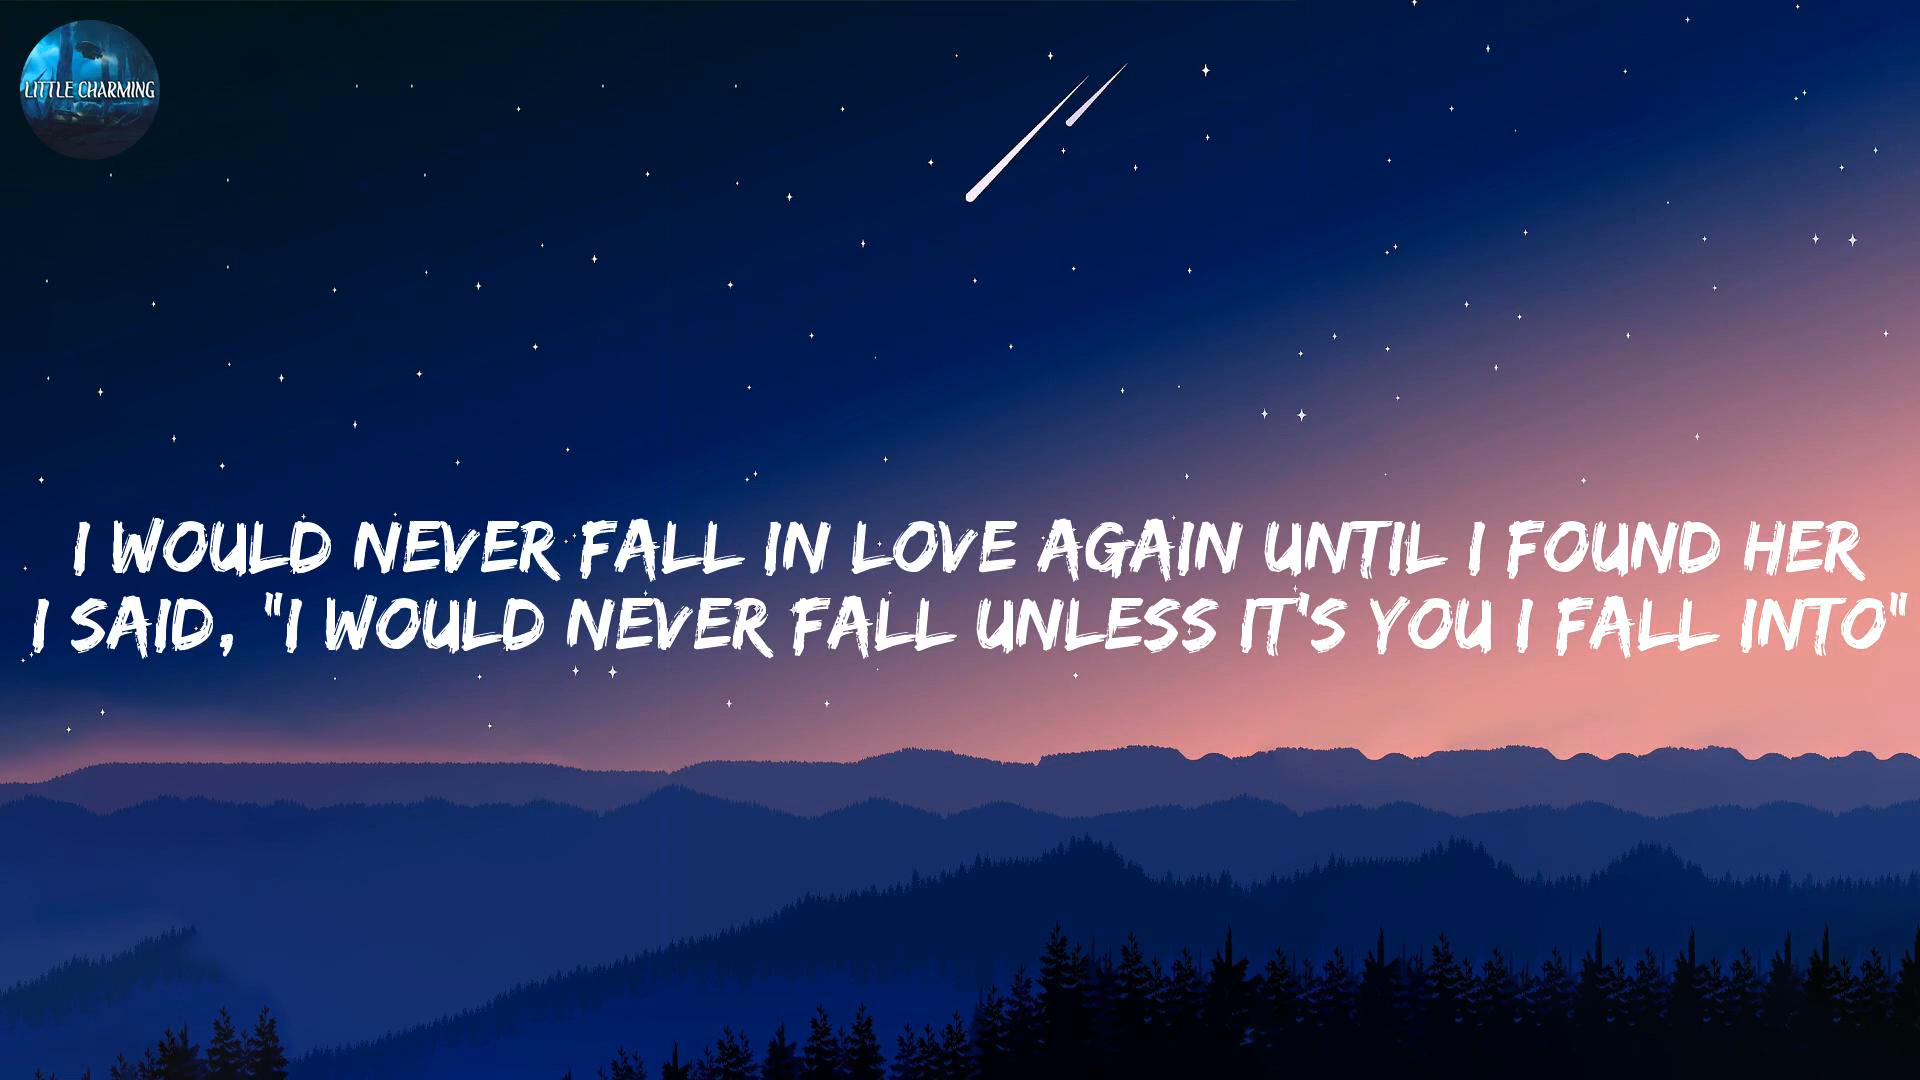 LITTLE CHARMING
I WOULD NEVER FALL IN LOVE AGAIN UNTIL I FOUND HER
I SAID, "I WOULD NEVER FALL UNLESS IT'S YOU I FALL INTO"